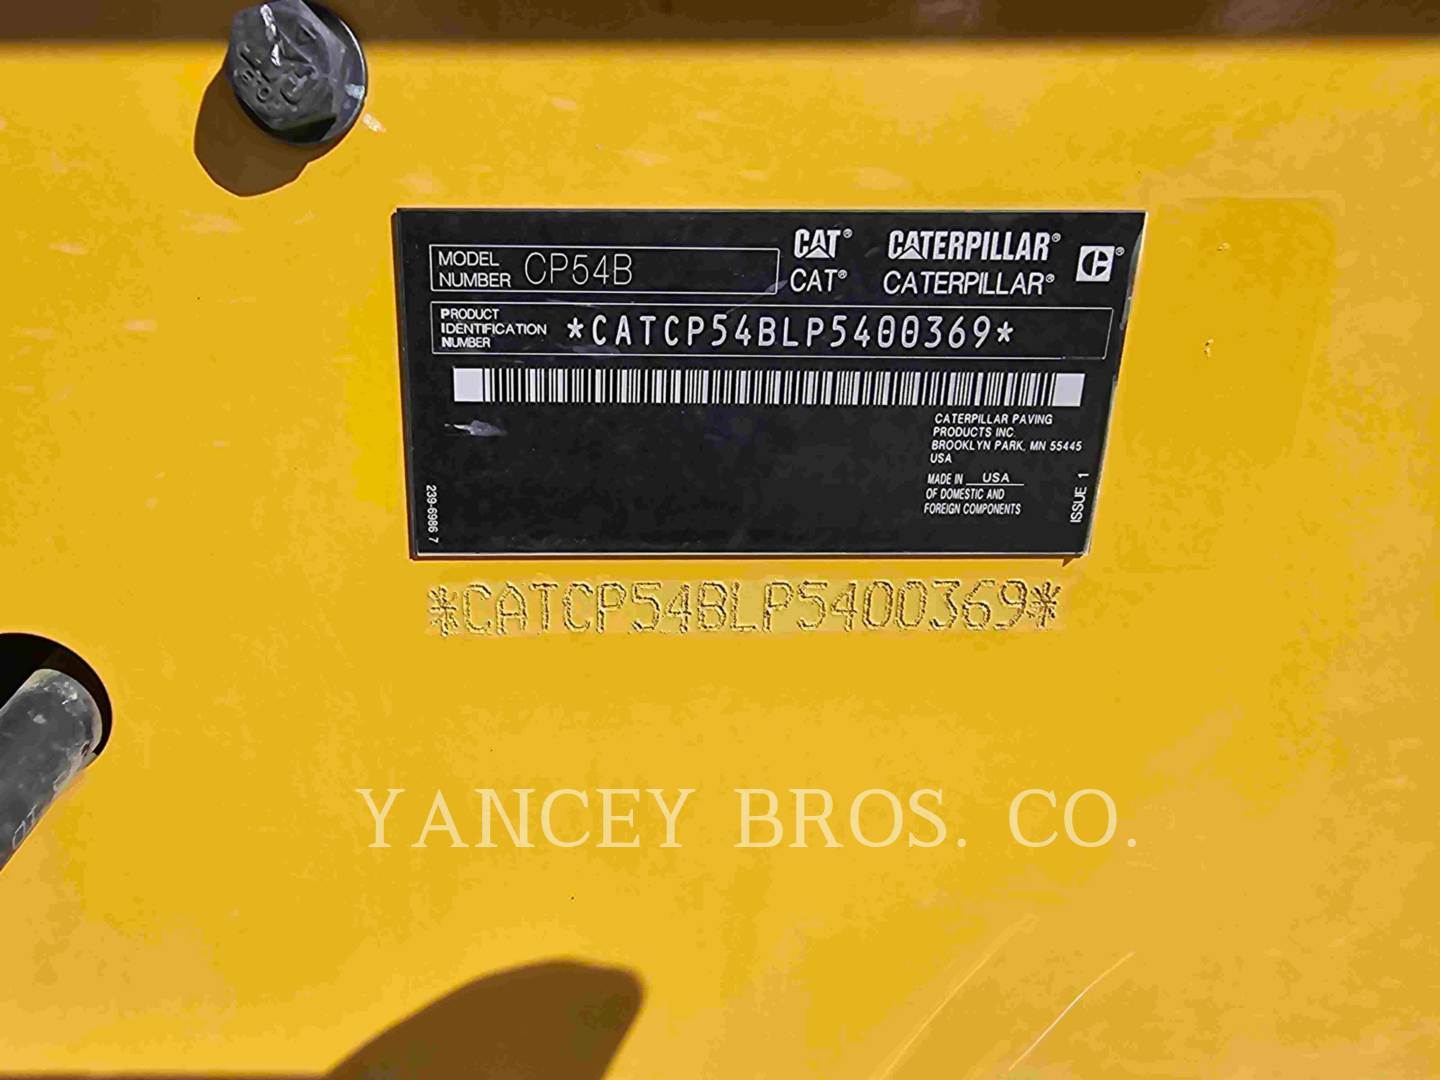 CAT® CATERPILLAR® ®
MODEL NUMBER CP54B
CAT® CATERPILLAR®
PRODUCT
IDENTIFICATION
NUMBER
*CATCP54BLP5400369*
CATERPILLAR PAVING
PRODUCTS INC.
BROOKLYN PARK, MN 55445
USA
MADE IN USA
OF DOMESTIC AND
FOREIGN COMPONENTS
239-6986 7
ISSUE 1
*CATCP54BLP5400369*
YANCEY BROS. CO.